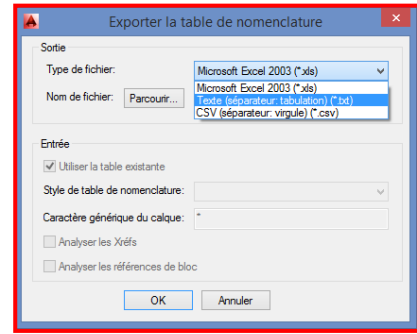 Exporter la table de nomenclature
Sortie
Type de fichier: Microsoft Excel 2003 (*.xls)
Microsoft Excel 2003 (*.xls)
Texte (séparateur: tabulation) (*.txt)
CSV (séparateur: virgule) (*.csv)
Nom de fichier: Parcourir...
Entrée
Utiliser la table existante
Style de table de nomenclature:
Caractère générique du calque: *
Analyser les Xréfs
Analyser les références de bloc
OK Annuler